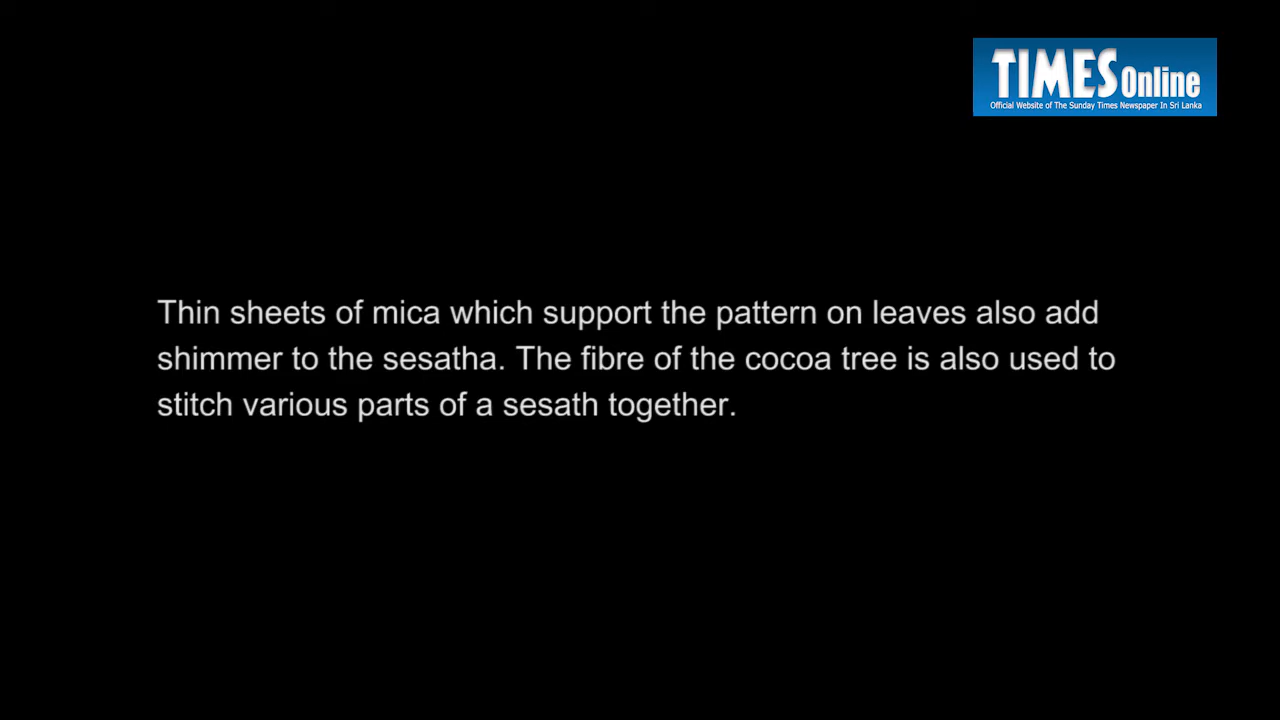 TIMES Online
Official Website of The Sunday Times Newspaper In Sri Lanka
Thin sheets of mica which support the pattern on leaves also add
shimmer to the sesatha. The fibre of the cocoa tree is also used to
stitch various parts of a sesath together.